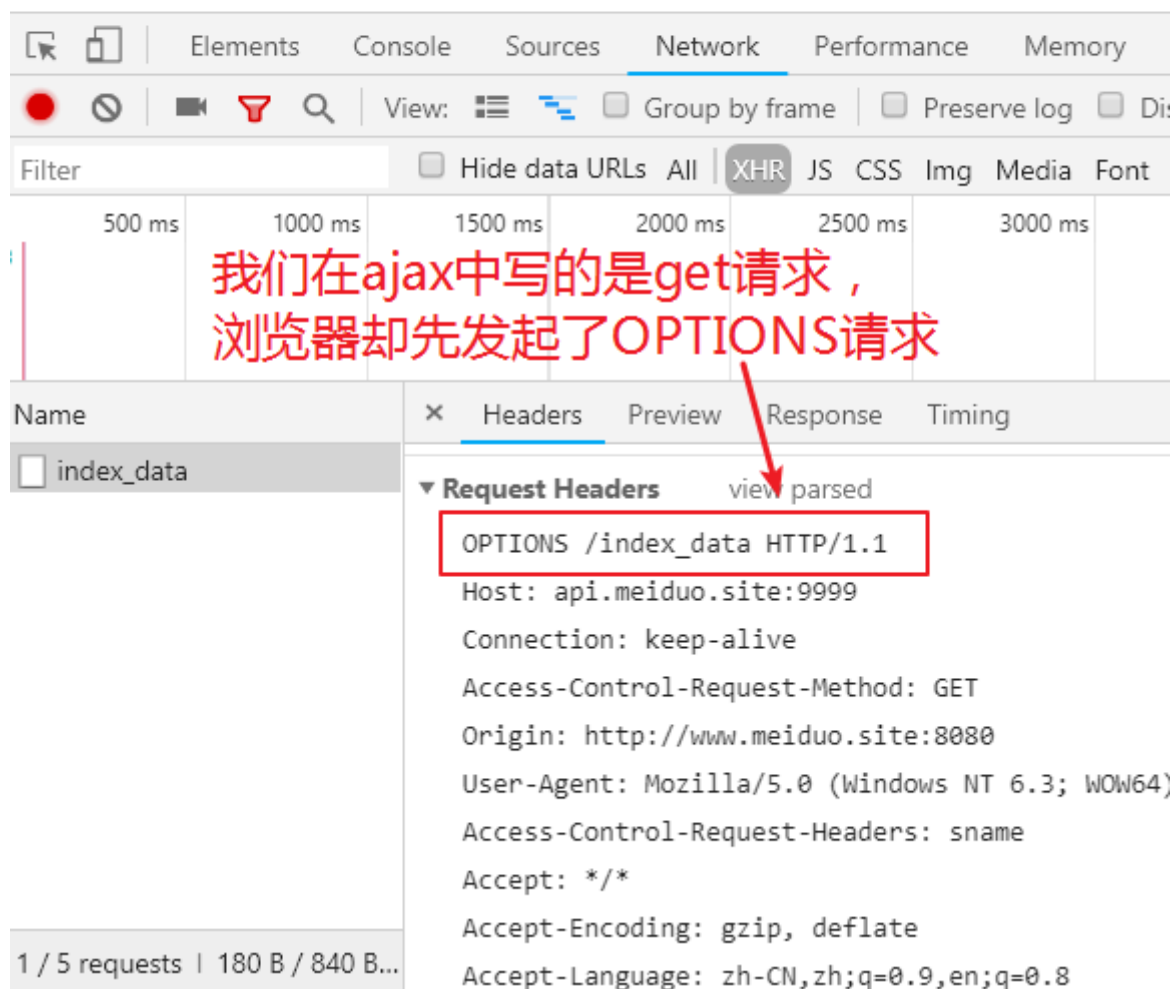 Elements Console Sources Network Performance Memory
View: Group by frame Preserve log Dis
Filter Hide data URLs All XHR JS CSS Img Media Font
500 ms 1000 ms 1500 ms 2000 ms 2500 ms 3000 ms
我们在ajax中写的是get请求，
浏览器却先发起了OPTIONS请求
Name × Headers Preview Response Timing
index_data
Request Headers view parsed
OPTIONS /index_data HTTP/1.1
Host: api.meiduo.site:9999
Connection: keep-alive
Access-Control-Request-Method: GET
Origin: http://www.meiduo.site:8080
User-Agent: Mozilla/5.0 (Windows NT 6.3; WOW64)
Access-Control-Request-Headers: sname
Accept: */*
Accept-Encoding: gzip, deflate
1 / 5 requests | 180 B / 840 B...
Accept-Language: zh-CN,zh;q=0.9,en;q=0.8